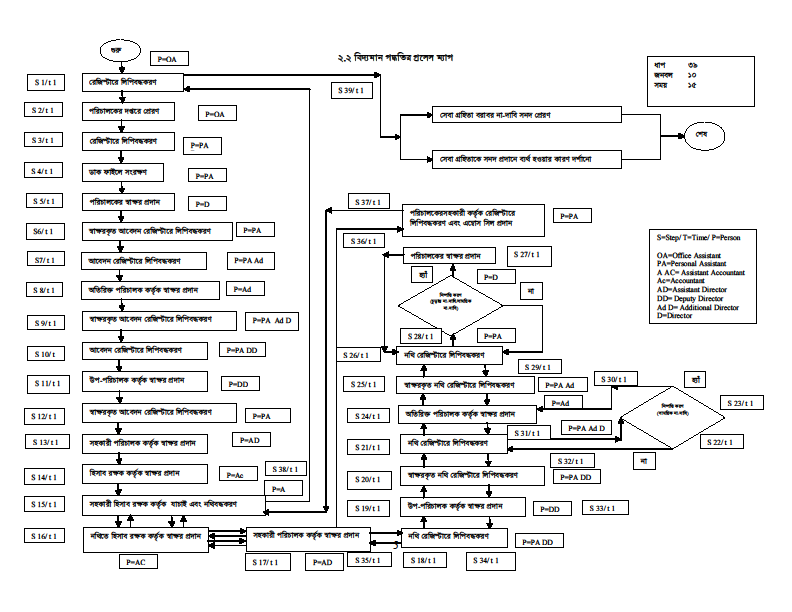 ২.২ বিদ্যমান পদ্ধতির প্রসেস ম্যাপ
ধাপ ৩৯
জনবল ১০
সময় ১৫
শুরু
P=OA
S 1/ t 1
রেজিস্টারে লিপিবদ্ধকরণ
S 39/ t 1
S 2/ t 1
পরিচালকের দপ্তরে প্রেরণ
P=OA
সেবা গ্রহিতা বরাবর না-দাবি সনদ প্রেরণ
S 3/ t 1
রেজিস্টারে লিপিবদ্ধকরণ
P=PA
শেষ
সেবা গ্রহিতাকে সনদ প্রদানে ব্যর্থ হওয়ার কারণ দর্শানো
S 4/ t 1
ডাক ফাইলে সংরক্ষণ
P=PA
S 5/ t 1
পরিচালকের স্বাক্ষর প্রদান
P=D
S 37/ t 1
পরিচালকেরসহকারী কর্তৃক রেজিস্টারে
লিপিবদ্ধকরণ এবং এম্বোস সিল প্রদান
P=PA
S6/ t 1
স্বাক্ষরকৃত আবেদন রেজিস্টারে লিপিবদ্ধকরণ
P=PA
S 36/ t 1
S=Step/ T=Time/ P=Person
OA=Office Assistant
PA=Personal Assistant
A AC= Assistant Accountant
Ac=Accountant
AD=Assistant Director
DD= Deputy Director
Ad D= Additional Director
D=Director
S7/ t 1
আবেদন রেজিস্টারে লিপিবদ্ধকরণ
P=PA Ad
পরিচালকের স্বাক্ষর প্রদান
S 27/ t 1
হ্যাঁ
P=D
না
S 8/ t 1
অতিরিক্ত পরিচালক কর্তৃক স্বাক্ষর প্রদান
P=Ad
নিষ্পত্তি করণ
S 9/ t 1
স্বাক্ষরকৃত আবেদন রেজিস্টারে লিপিবদ্ধকরণ
P=PA Ad D
S 28/ t 1
P=PA
S 10/ t
আবেদন রেজিস্টারে লিপিবদ্ধকরণ
P=PA DD
S 26/ t 1
নথি রেজিস্টারে লিপিবদ্ধকরণ
S 29/ t 1
S 11/ t 1
উপ-পরিচালক কর্তৃক স্বাক্ষর প্রদান
P=DD
S 25/ t 1
স্বাক্ষরকৃত নথি রেজিস্টারে লিপিবদ্ধকরণ
P=PA Ad
S 30/ t 1
হ্যাঁ
P=Ad
S 23/ t 1
S 12/ t 1
স্বাক্ষরকৃত আবেদন রেজিস্টারে লিপিবদ্ধকরণ
P=PA
S 24/ t 1
অতিরিক্ত পরিচালক কর্তৃক স্বাক্ষর প্রদান
নিষ্পত্তি করণ
(সাময়িক না-দাবি)
P=PA Ad D
S 31/ t 1
S 13/ t 1
সহকারী পরিচালক কর্তৃক স্বাক্ষর প্রদান
P=AD
S 21/ t 1
নথি রেজিস্টারে লিপিবদ্ধকরণ
S 22/ t 1
S 32/ t 1
না
S 14/ t 1
হিসাব রক্ষক কর্তৃক স্বাক্ষর প্রদান
P=Ac
S 38/ t 1
S 20/ t 1
স্বাক্ষরকৃত নথি রেজিস্টারে লিপিবদ্ধকরণ
P=PA DD
P=A
S 15/ t 1
সহকারী হিসাব রক্ষক কর্তৃক যাচাই এবং নথিবদ্ধকরণ
S 19/ t 1
উপ-পরিচালক কর্তৃক স্বাক্ষর প্রদান
P=DD
S 33/ t 1
S 16/ t 1
নথিতে হিসাব রক্ষক কর্তৃক স্বাক্ষর প্রদান
সহকারী পরিচালক কর্তৃক স্বাক্ষর প্রদান
নথি রেজিস্টারে লিপিবদ্ধকরণ
P=PA DD
P=AC
S 17/ t 1
P=AD
S 35/ t 1
S 18/ t 1
S 34/ t 1